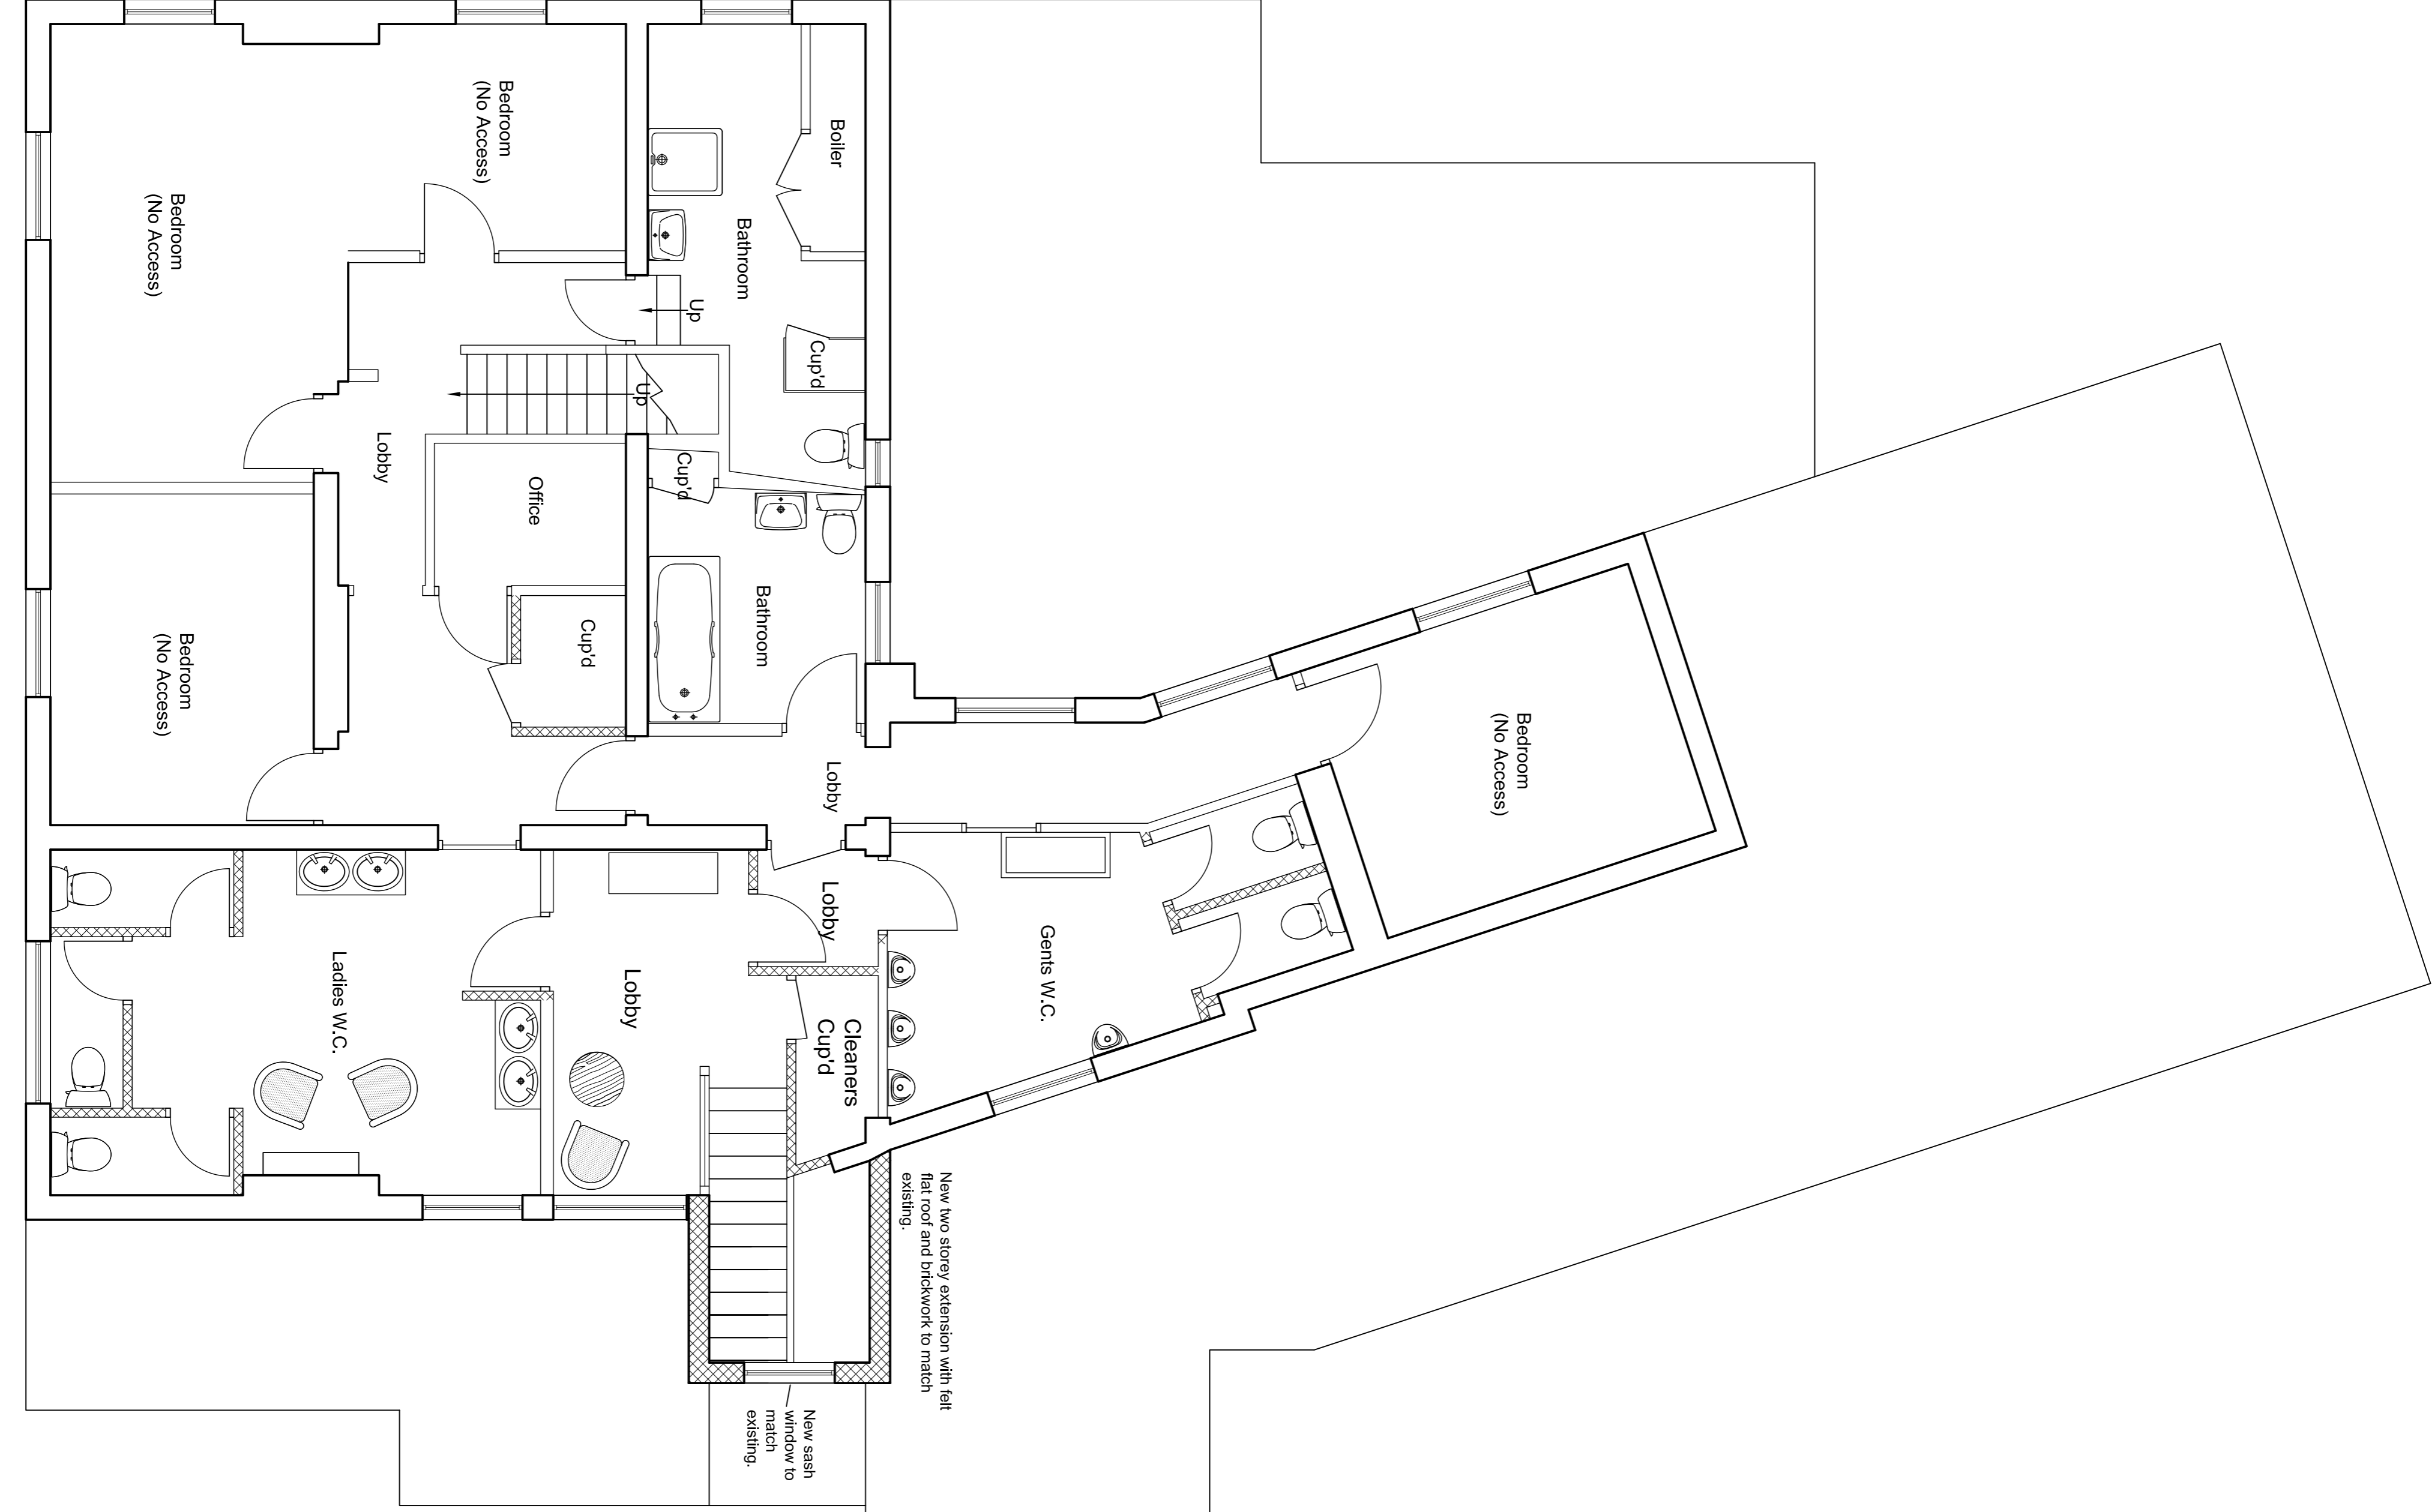 Boiler
Bedroom
(No Access)
Bathroom
Bedroom
(No Access)
Up
Cup'd
Up
Lobby
Cup'd
Office
Bathroom
Cup'd
Bedroom
(No Access)
Bedroom
(No Access)
Lobby
Lobby
Gents W.C.
Ladies W.C.
Lobby
Cleaners
Cup'd
New two storey extension with felt
flat roof and brickwork to match
existing.
New sash
window to
match
existing.